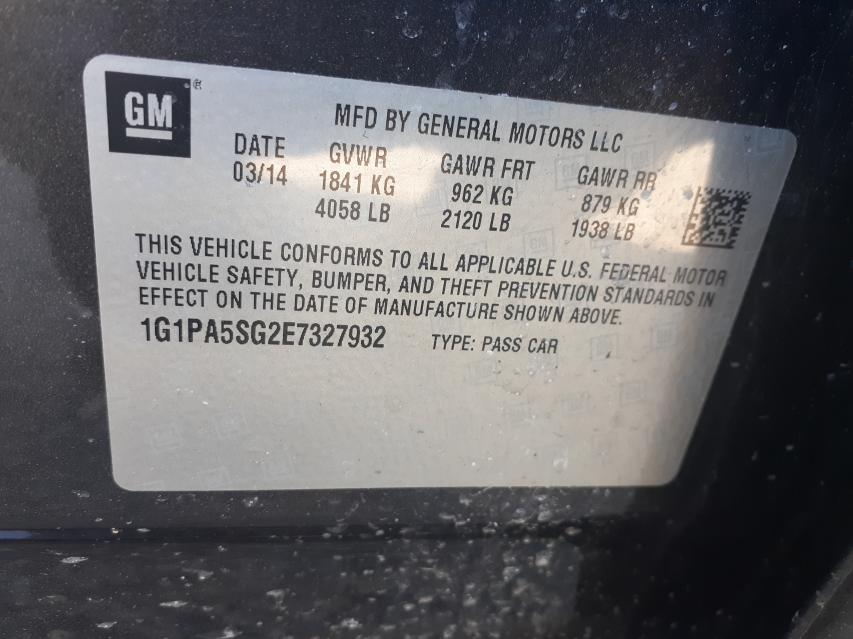 GM®
MFD BY GENERAL MOTORS LLC
DATE GVWR GAWR FRT GAWR RR
03/14 1841 KG 962 KG 879 KG
4058 LB 2120 LB 1938 LB
THIS VEHICLE CONFORMS TO ALL APPLICABLE U.S. FEDERAL MOTOR
VEHICLE SAFETY, BUMPER, AND THEFT PREVENTION STANDARDS IN
EFFECT ON THE DATE OF MANUFACTURE SHOWN ABOVE.
1G1PA5SG2E7327932 TYPE: PASS CAR